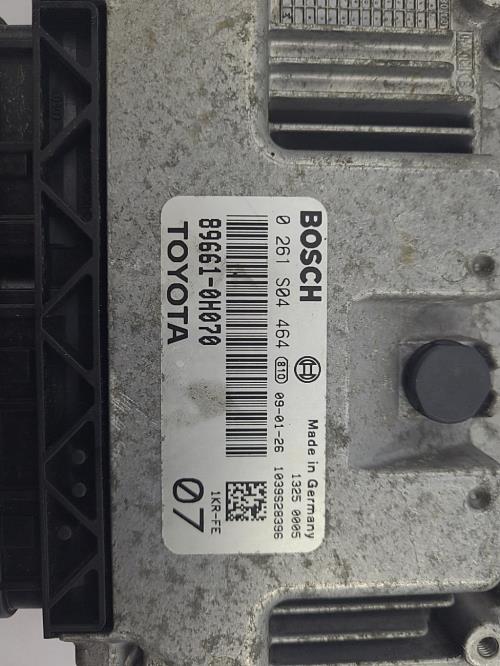 BOSCH
0 261 S04 464 810 09-01-26 1039S28396
Made in Germany
1325 0005
89661-0H070
TOYOTA
1KR-FE
07